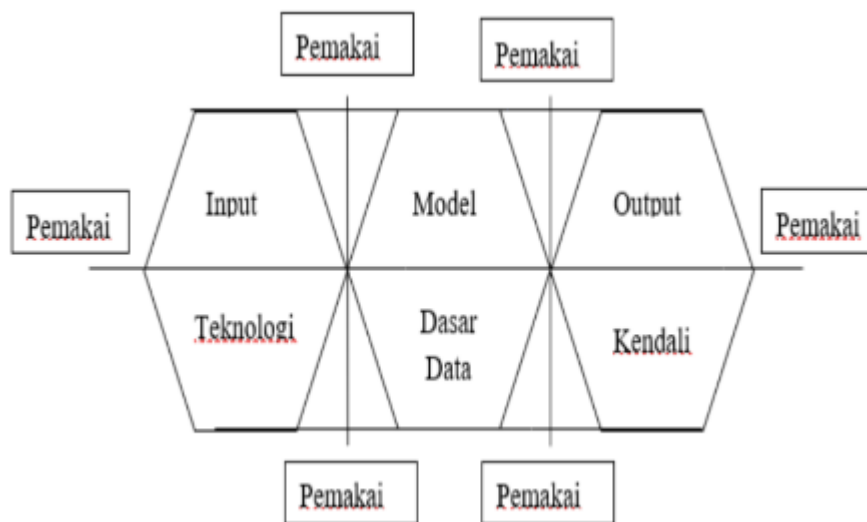 Pemakai
Pemakai
Input
Model
Output
Pemakai
Pemakai
Teknologi
Dasar
Data
Kendali
Pemakai
Pemakai